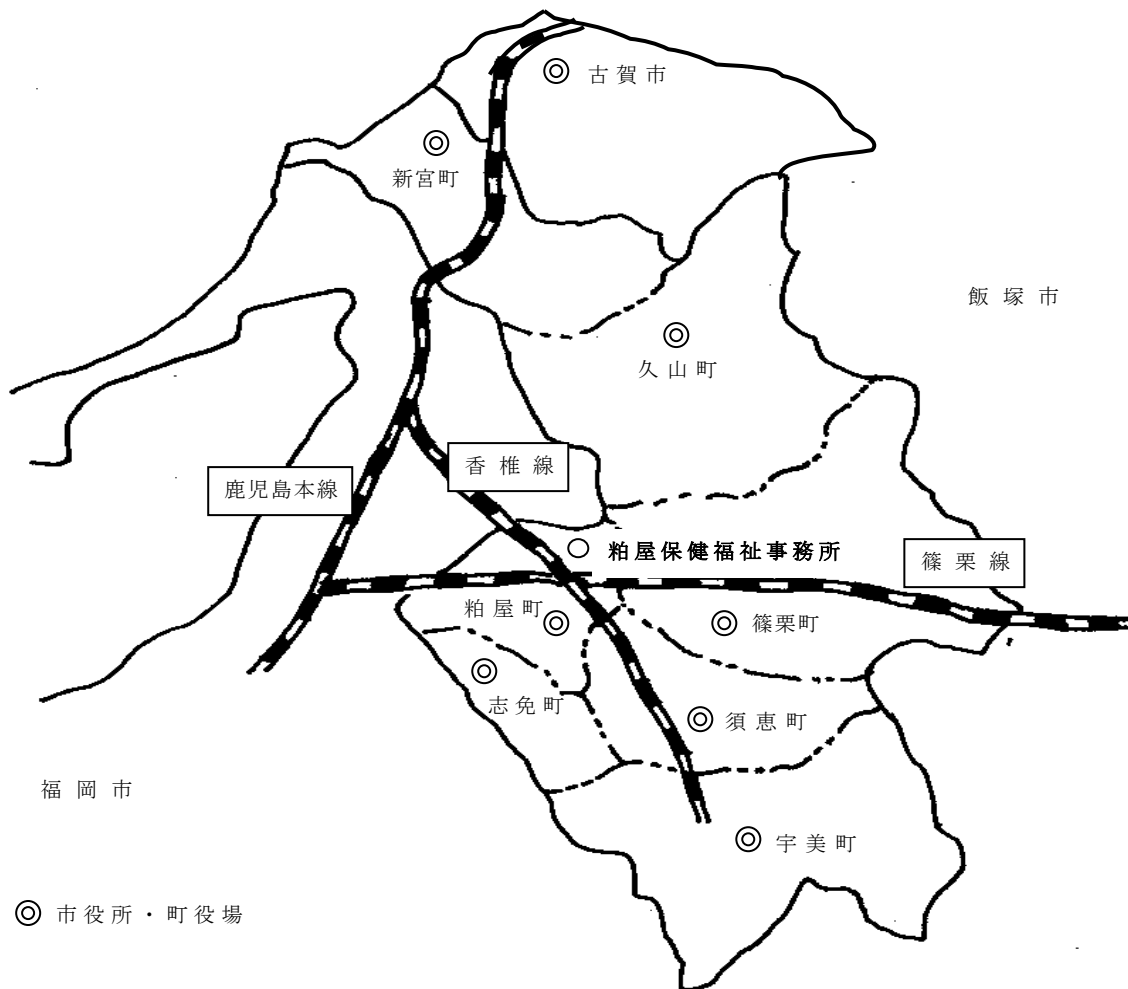 古賀市
新宮町
飯塚市
久山町
香椎線
鹿児島本線
粕屋保健福祉事務所
篠栗線
粕屋町
篠栗町
志免町
須恵町
福岡市
宇美町
市役所・町役場